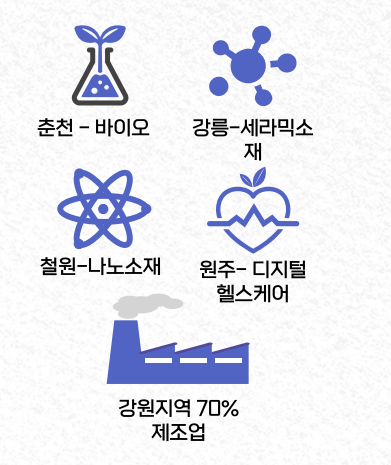 춘천 - 바이오
강릉-세라믹소
재
철원-나노소재
원주- 디지털
헬스케어
강원지역 70%
제조업